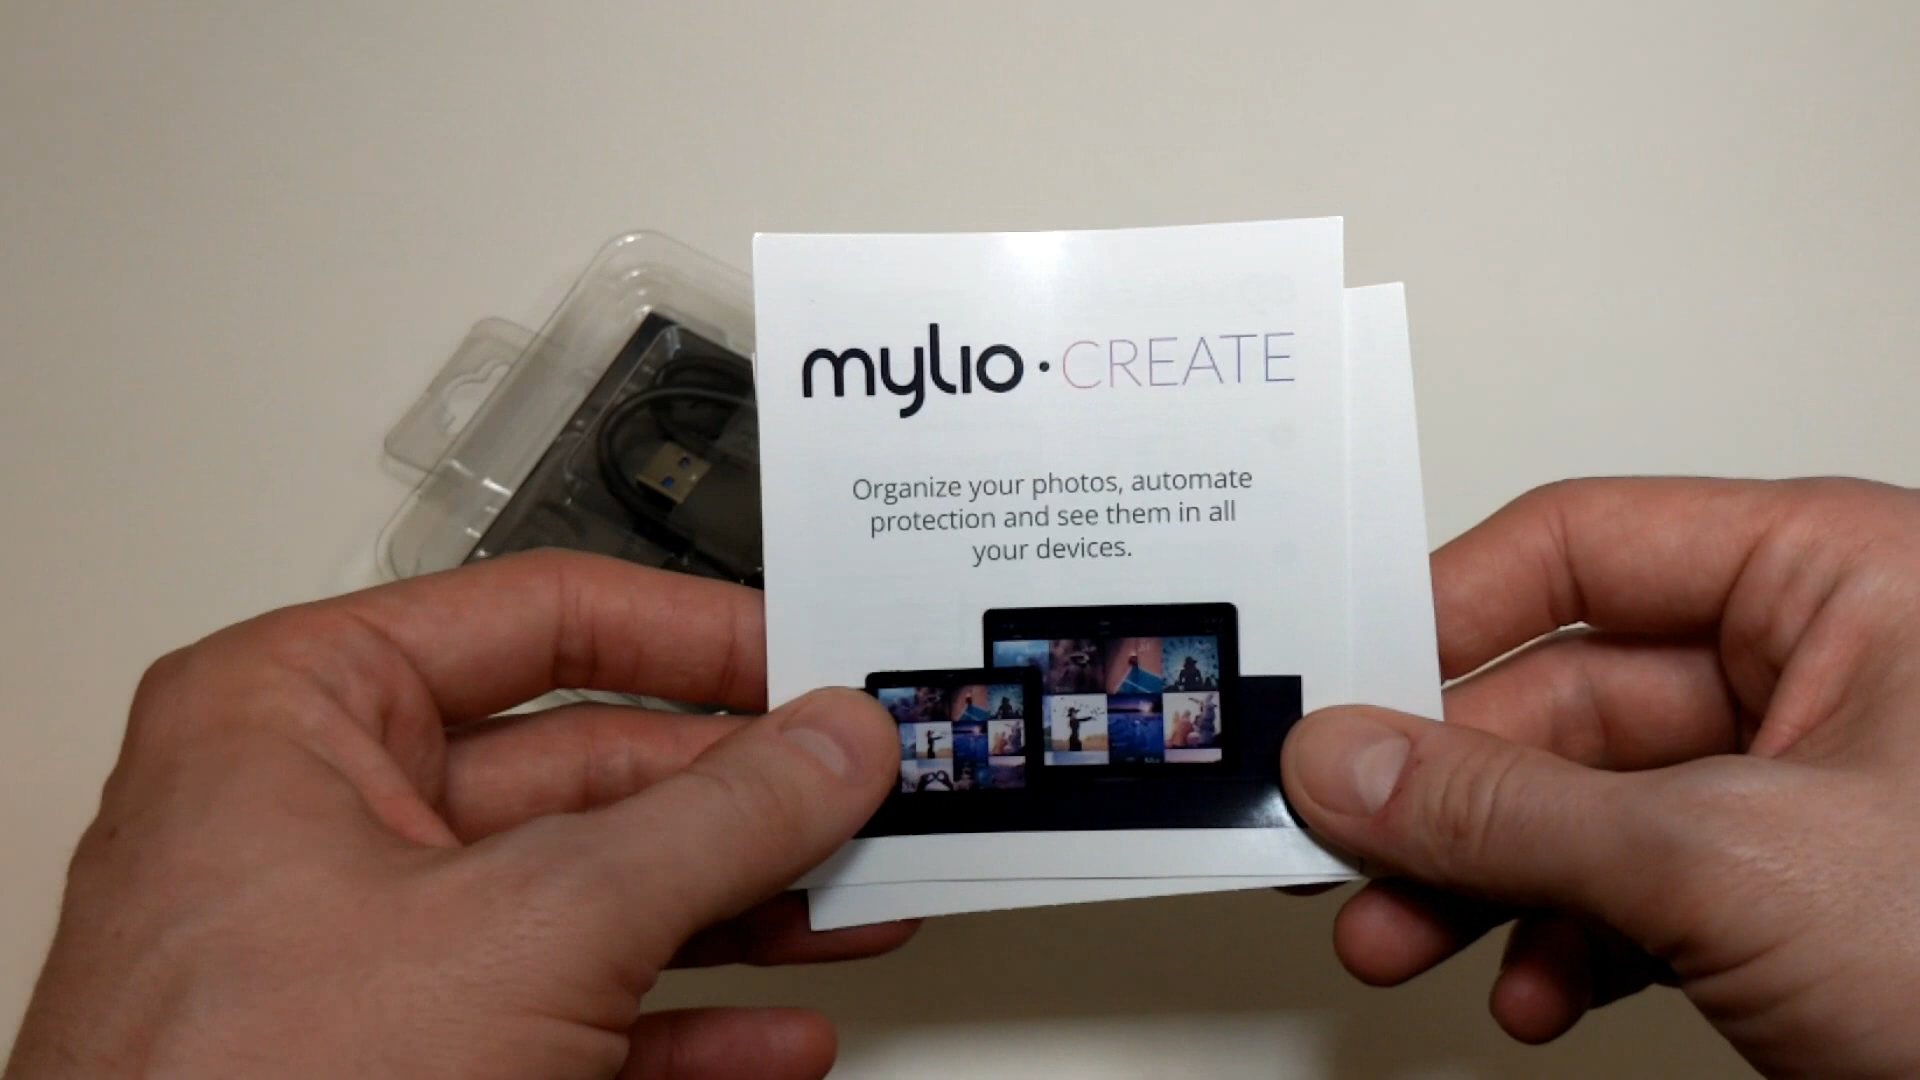 mylio · CREATE
Organize your photos, automate
protection and see them in all
your devices.